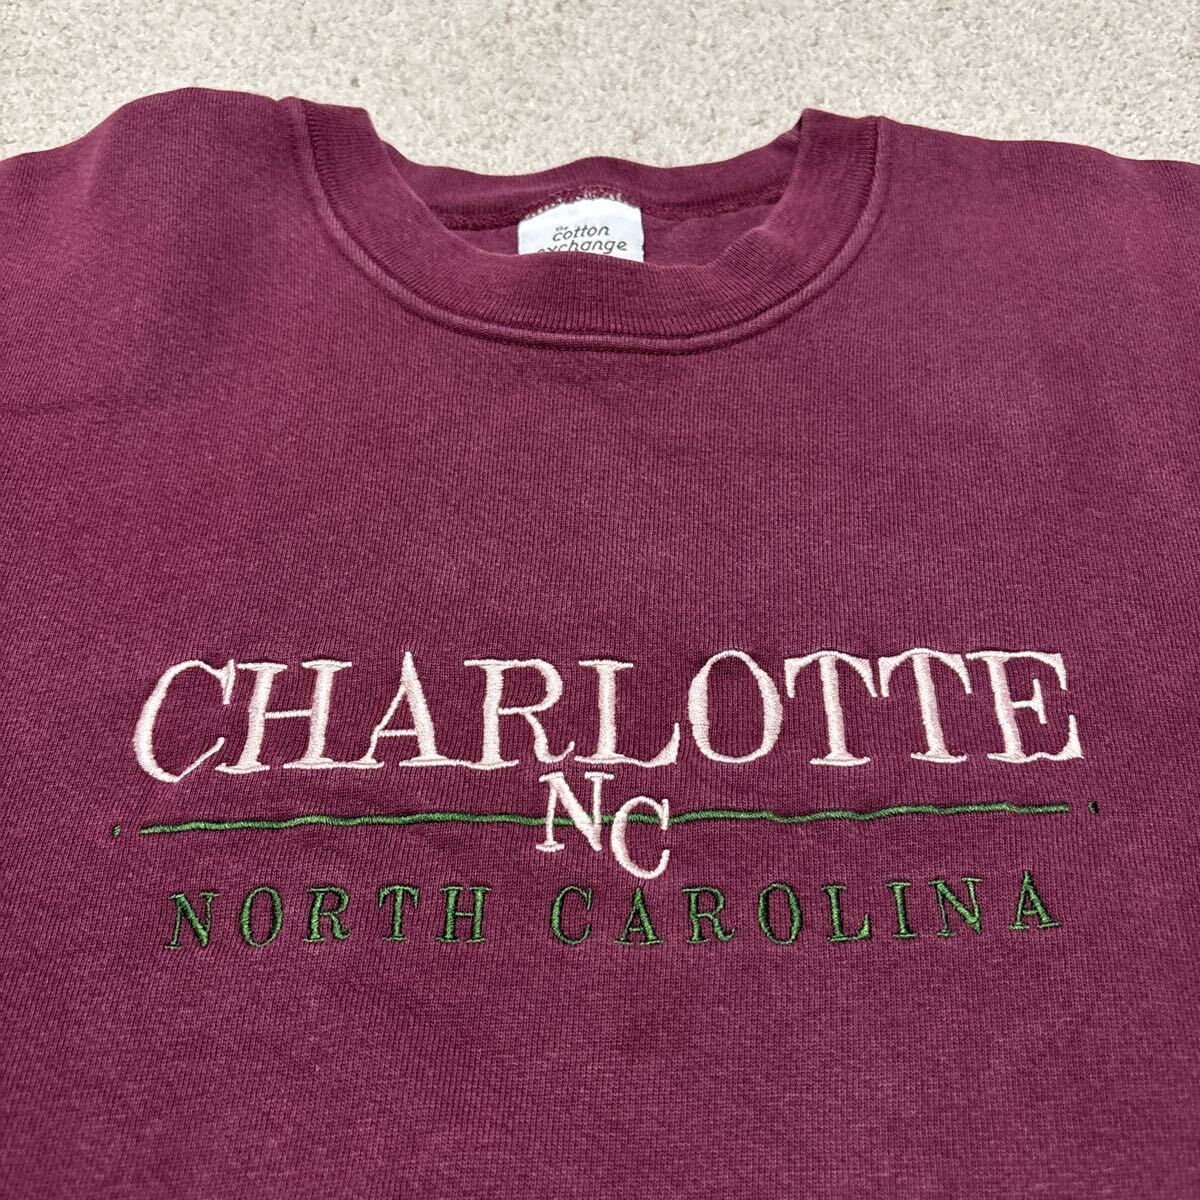 the
cotton
exchange
CHARLOTTE
NC
NORTH CAROLINA